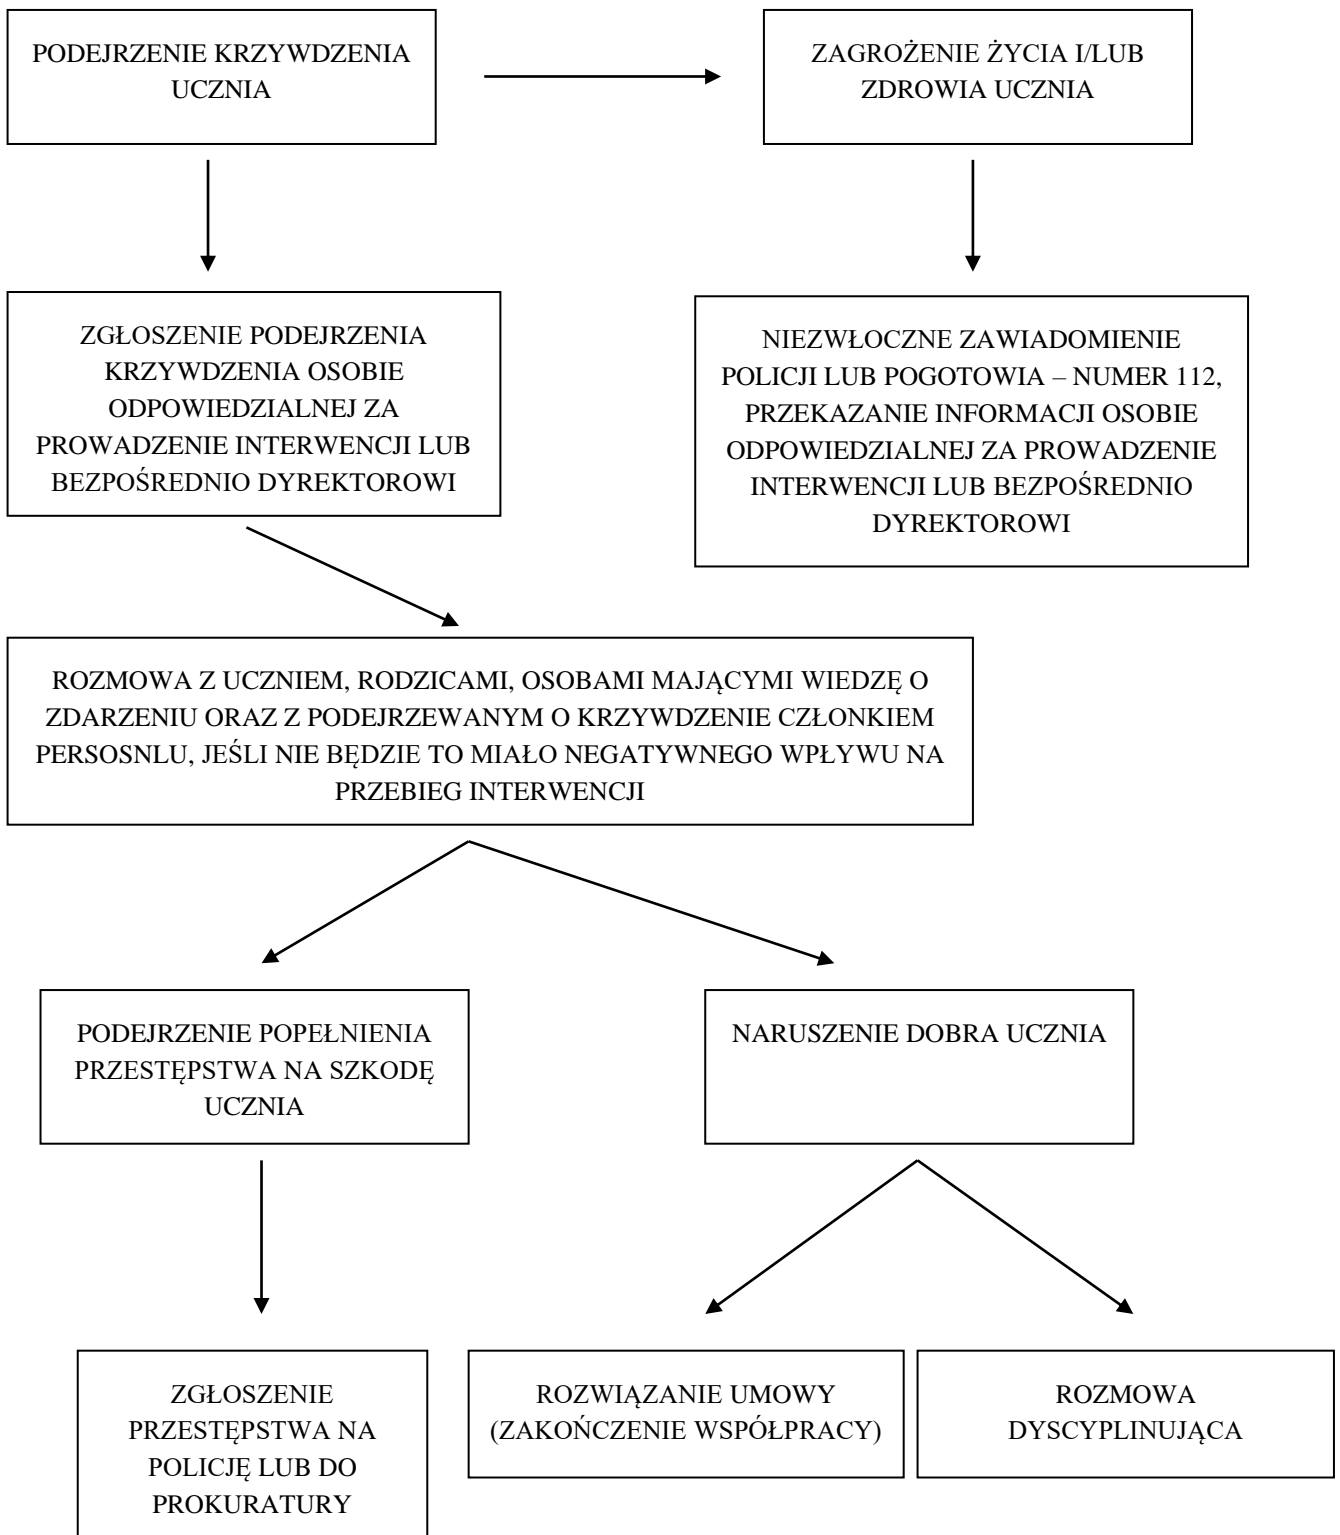 PODEJRZENIE KRZYWDZENIA
UCZNIA
ZAGROŻENIE ŻYCIA I/LUB
ZDROWIA UCZNIA
ZGŁOSZENIE PODEJRZENIA
KRZYWDZENIA OSOBIE
ODPOWIEDZIALNEJ ZA
PROWADZENIE INTERWENCJI LUB
BEZPOŚREDNIO DYREKTOROWI
NIEZWŁOCZNE ZAWIADOMIENIE
POLICJI LUB POGOTOWIA – NUMER 112,
PRZEKAZANIE INFORMACJI OSOBIE
ODPOWIEDZIALNEJ ZA PROWADZENIE
INTERWENCJI LUB BEZPOŚREDNIO
DYREKTOROWI
ROZMOWA Z UCZNIEM, RODZICAMI, OSOBAMI MAJĄCYMI WIEDZĘ O
ZDARZENIU ORAZ Z PODEJRZEWANYM O KRZYWDZENIE CZŁONKIEM
PERSOSNLU, JEŚLI NIE BĘDZIE TO MIAŁO NEGATYWNEGO WPŁYWU NA
PRZEBIEG INTERWENCJI
PODEJRZENIE POPEŁNIENIA
PRZESTĘPSTWA NA SZKODĘ
UCZNIA
NARUSZENIE DOBRA UCZNIA
ZGŁOSZENIE
PRZESTĘPSTWA NA
POLICJĘ LUB DO
PROKURATURY
ROZWIĄZANIE UMOWY
(ZAKOŃCZENIE WSPÓŁPRACY)
ROZMOWA
DYSCYPLINUJĄCA